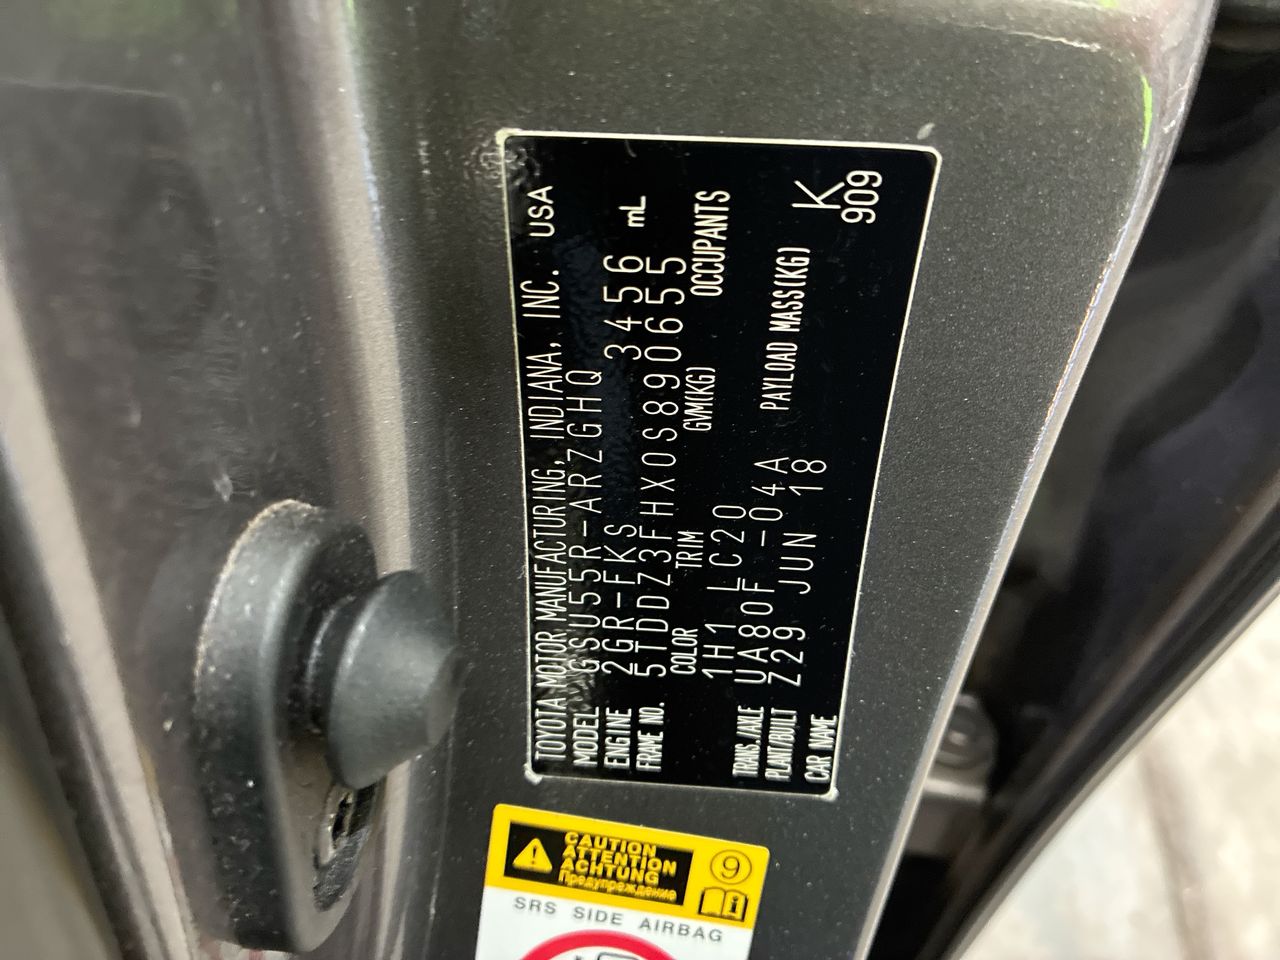 TOYOTA MOTOR MANUFACTURING, INDIANA, INC. USA
MODEL GSU55R-ARZGHQ
ENGINE 2GR-FKS 3456 mL
FRAME NO. 5TDDZ3FHX0S890655
COLOR TRIM GVM(KG) OCCUPANTS
1H1 LC20
TRANS./AXLE UA80F -04A
PLANT/BUILT Z29 JUN 18 PAYLOAD MASS(KG)
CAR NAME K
909
CAUTION
ATTENTION
ACHTUNG
Предупреждение
9
i
SRS SIDE AIRBAG